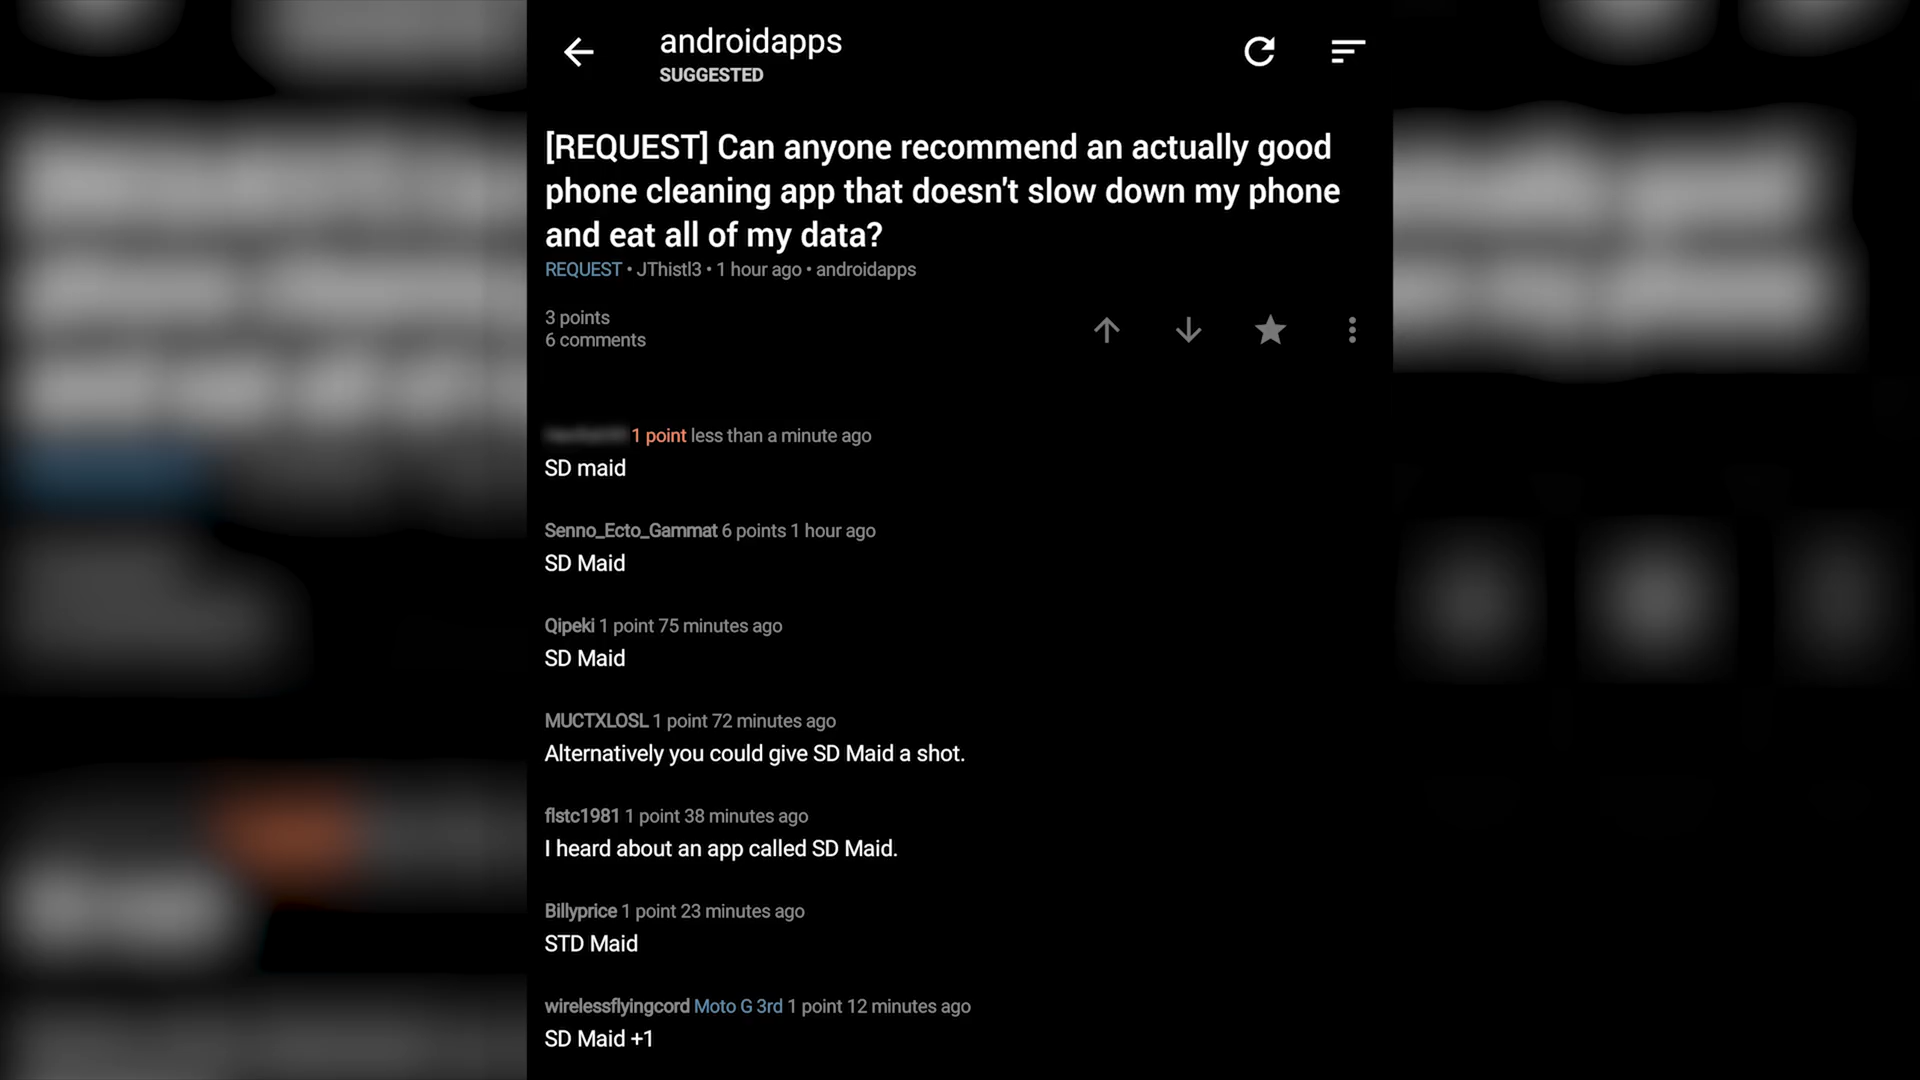 androidapps
SUGGESTED
[REQUEST] Can anyone recommend an actually good
phone cleaning app that doesn't slow down my phone
and eat all of my data?
REQUEST • JThistl3 • 1 hour ago • androidapps
3 points
6 comments
1 point less than a minute ago
SD maid
Senno_Ecto_Gammat 6 points 1 hour ago
SD Maid
Qipeki 1 point 75 minutes ago
SD Maid
MUCTXLOSL 1 point 72 minutes ago
Alternatively you could give SD Maid a shot.
flstc1981 1 point 38 minutes ago
I heard about an app called SD Maid.
Billyprice 1 point 23 minutes ago
STD Maid
wirelessflyingcord Moto G 3rd 1 point 12 minutes ago
SD Maid +1